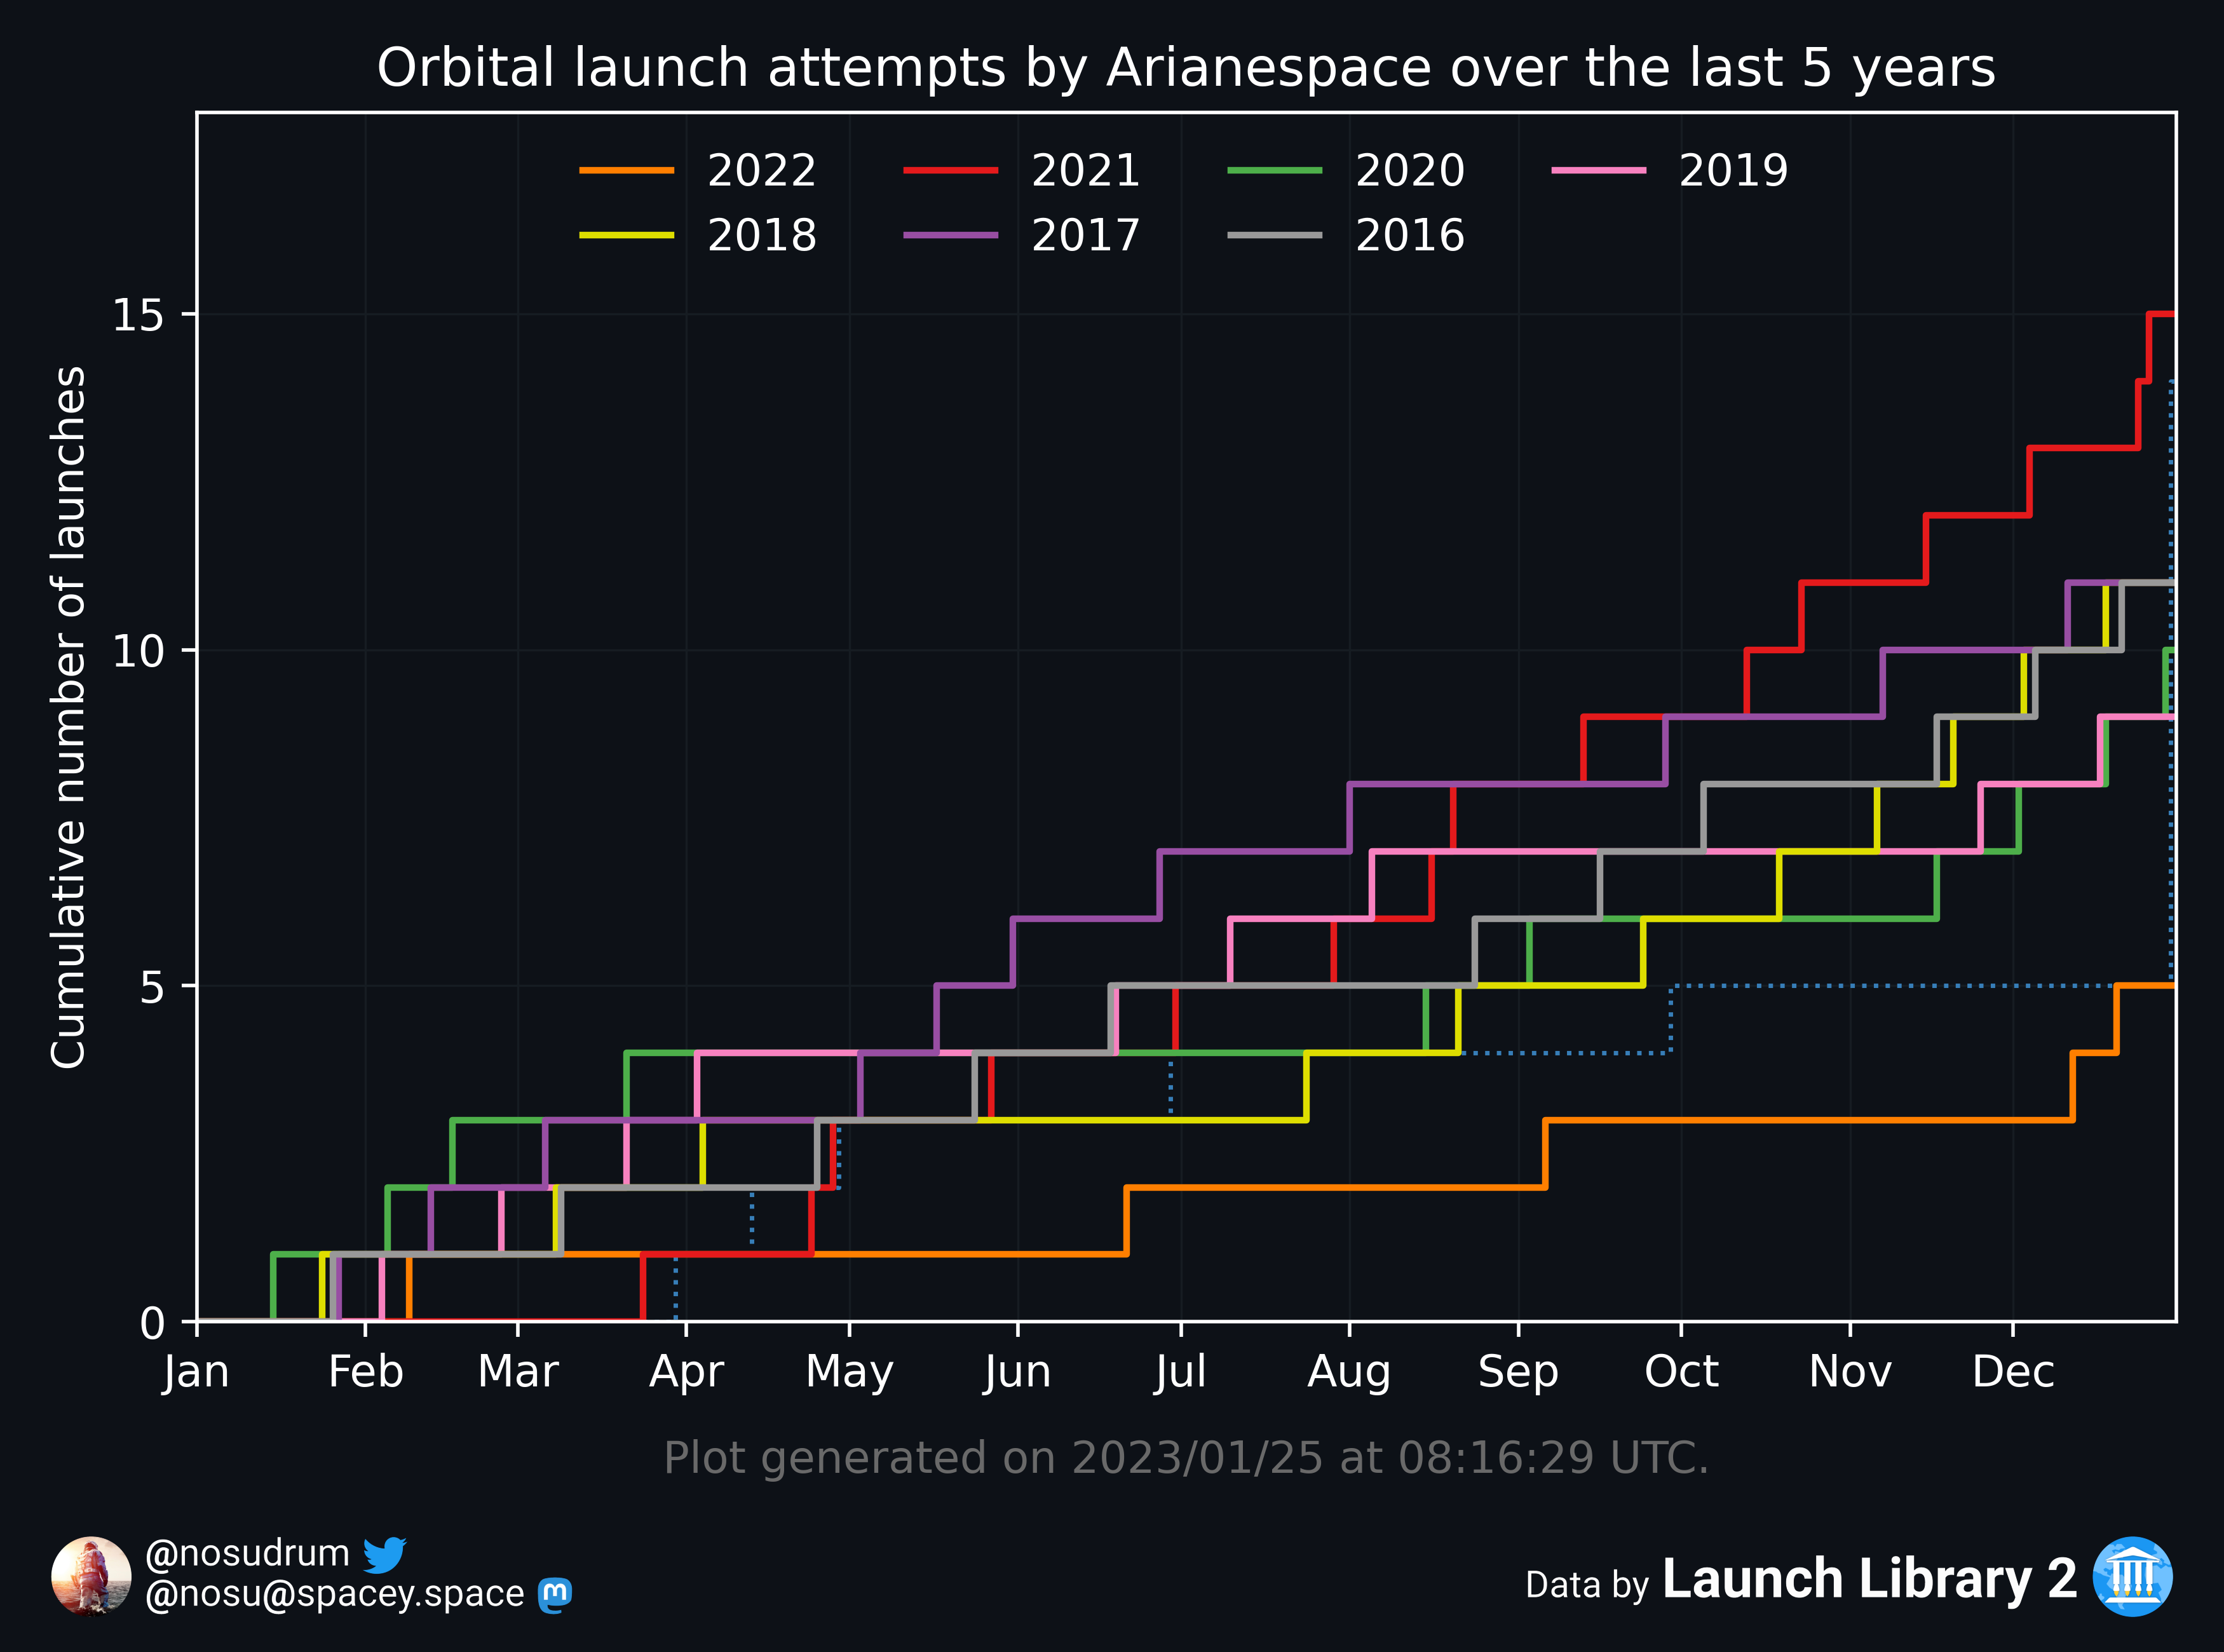 Orbital launch attempts by Arianespace over the last 5 years
2022 2021 2020 2019
2018 2017 2016
Cumulative number of launches
15
10
5
0
Jan Feb Mar Apr May Jun Jul Aug Sep Oct Nov Dec
Plot generated on 2023/01/25 at 08:16:29 UTC.
@nosudrum
@nosu@spacey.space
Data by Launch Library 2